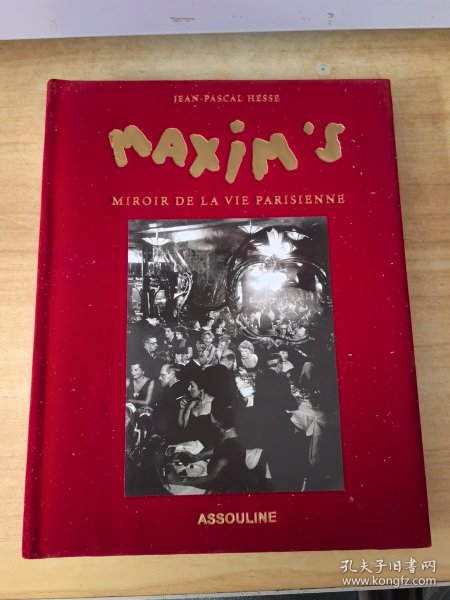 JEAN-PASCAL HESSE
MAXiM'S
MIROIR DE LA VIE PARISIENNE
ASSOULINE
孔夫子旧书网
www.kongfz.com